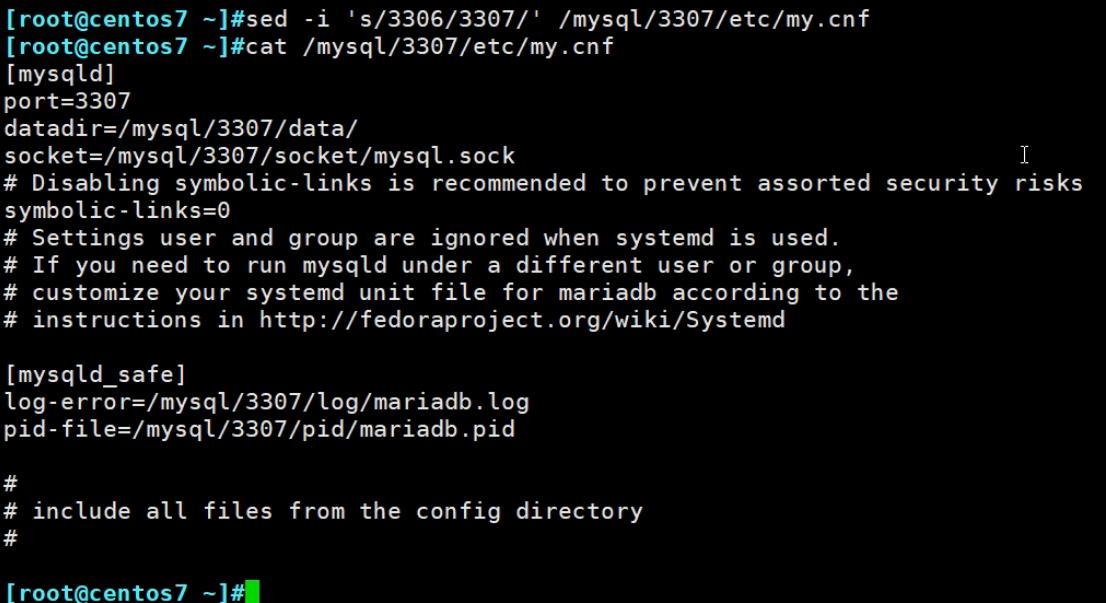 [root@centos7 ~]#sed -i 's/3306/3307/' /mysql/3307/etc/my.cnf
[root@centos7 ~]#cat /mysql/3307/etc/my.cnf
[mysqld]
port=3307
datadir=/mysql/3307/data/
socket=/mysql/3307/socket/mysql.sock
# Disabling symbolic-links is recommended to prevent assorted security risks
symbolic-links=0
# Settings user and group are ignored when systemd is used.
# If you need to run mysqld under a different user or group,
# customize your systemd unit file for mariadb according to the
# instructions in http://fedoraproject.org/wiki/Systemd

[mysqld_safe]
log-error=/mysql/3307/log/mariadb.log
pid-file=/mysql/3307/pid/mariadb.pid

#
# include all files from the config directory
#

[root@centos7 ~]#